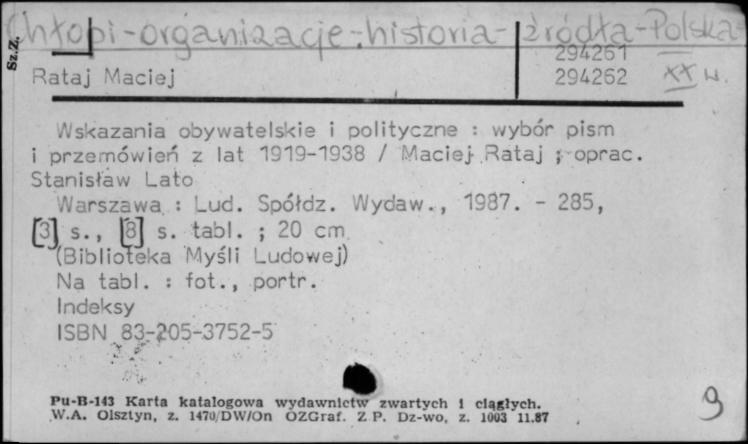 Chłopi-organizacje-historia-źródła-Polska-
XX w.
Sz.Z.
294261
Rataj Maciej 294262
Wskazania obywatelskie i polityczne : wybór pism
i przemówień z lat 1919-1938 / Maciej Rataj ; oprac.
Stanisław Lato
Warszawa : Lud. Spółdz. Wydaw., 1987. - 285,
[3] s., [8] s. tabl. ; 20 cm
(Biblioteka Myśli Ludowej)
Na tabl. : fot., portr.
Indeksy
ISBN 83-205-3752-5
Pu-B-143 Karta katalogowa wydawnictw zwartych i ciągłych.
W.A. Olsztyn, z. 1470/DW/On OZGraf. Z P. Dz-wo, z. 1003 11.87
9